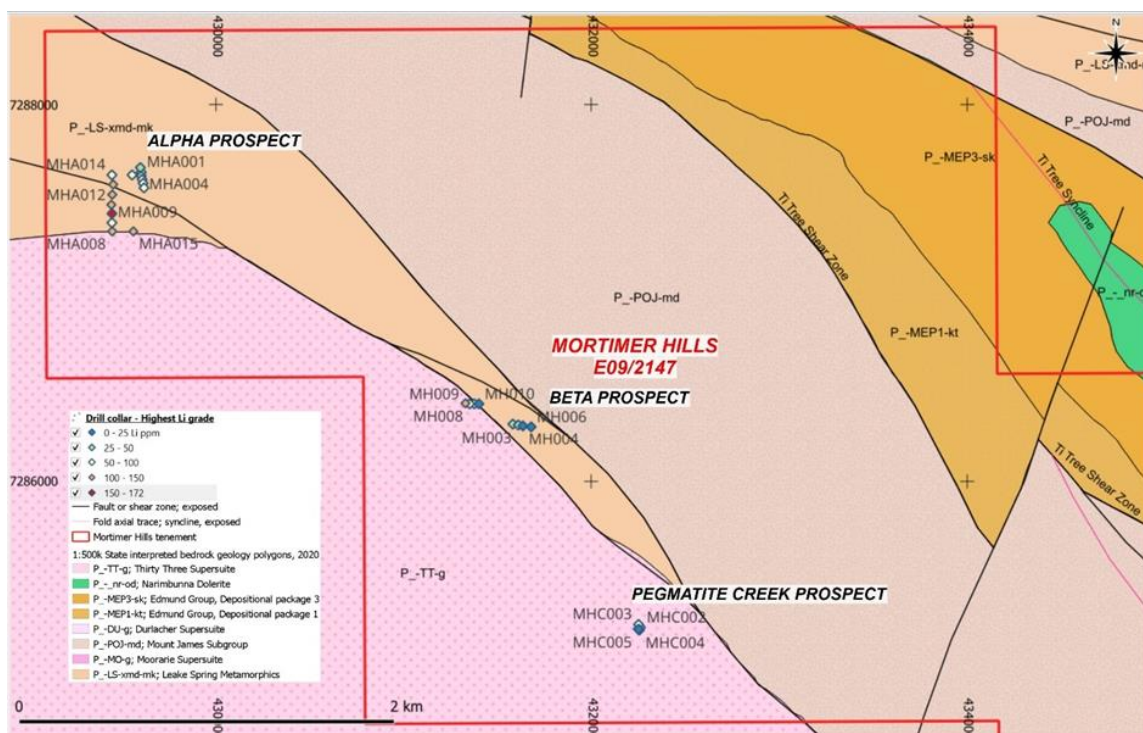 430000
432000
434000
N
7288000
P_-LS-xmd-mk
ALPHA PROSPECT
MHA014
MHA001
MHA004
MHA012
MHA009
MHA008
MHA015
P_-POJ-md
P_-MEP3-sk
Ti Tree Syncline
Ti Tree Shear Zone
P_-POJ-md
P_-MEP1-kt
MORTIMER HILLS
E09/2147
BETA PROSPECT
MH009
MH010
MH008
MH006
MH003
MH004
7286000
Ti Tree Shear Zone
P_-TT-g
PEGMATITE CREEK PROSPECT
MHC003
MHC002
MHC005
MHC004
Drill collar - Highest Li grade
0 - 25 Li ppm
25 - 50
50 - 100
100 - 150
150 - 172
Fault or shear zone; exposed
Fold axial trace; syncline, exposed
Mortimer Hills tenement
1:500k State interpreted bedrock geology polygons, 2020
P_-TT-g; Thirty Three Supersuite
P_-_nr-od; Narimbunna Dolerite
P_-MEP3-sk; Edmund Group, Depositional package 3
P_-MEP1-kt; Edmund Group, Depositional package 1
P_-DU-g; Durlacher Supersuite
P_-POJ-md; Mount James Subgroup
P_-MO-g; Moorarie Supersuite
P_-LS-xmd-mk; Leake Spring Metamorphics
0
2 km
430000
432000
434000